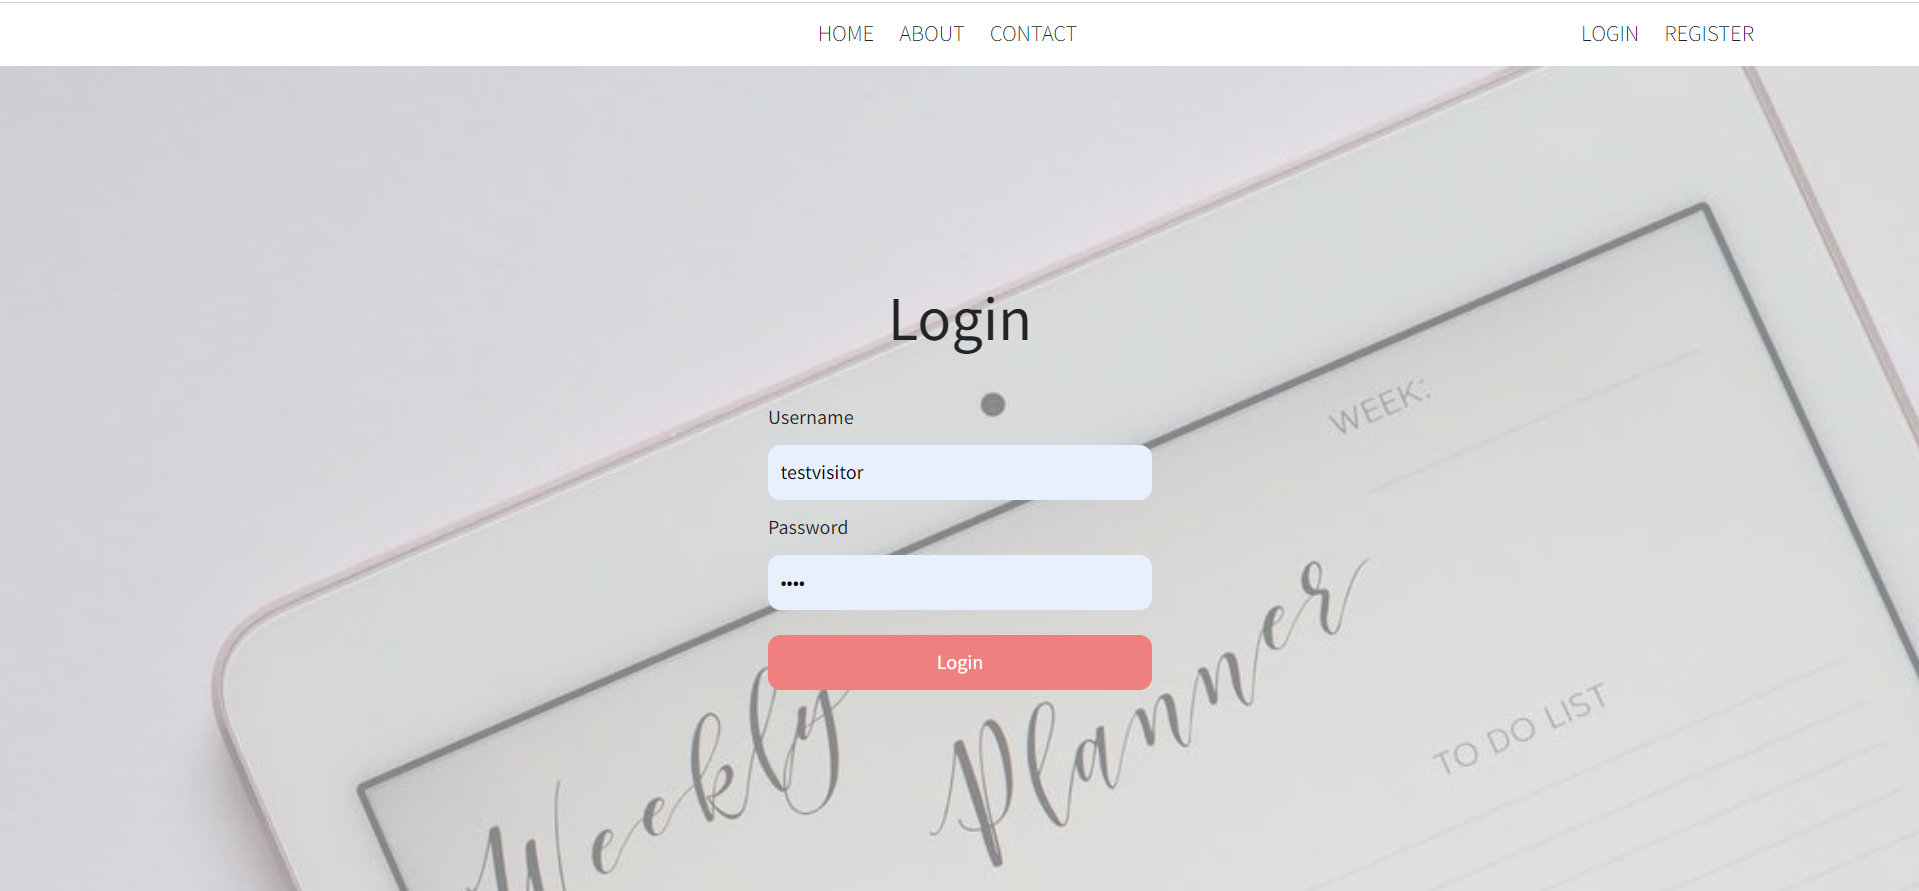 HOME ABOUT CONTACT LOGIN REGISTER
Login
WEEK:
Username
testvisitor
Password
••••
Login
Weekly Planner
TO DO LIST